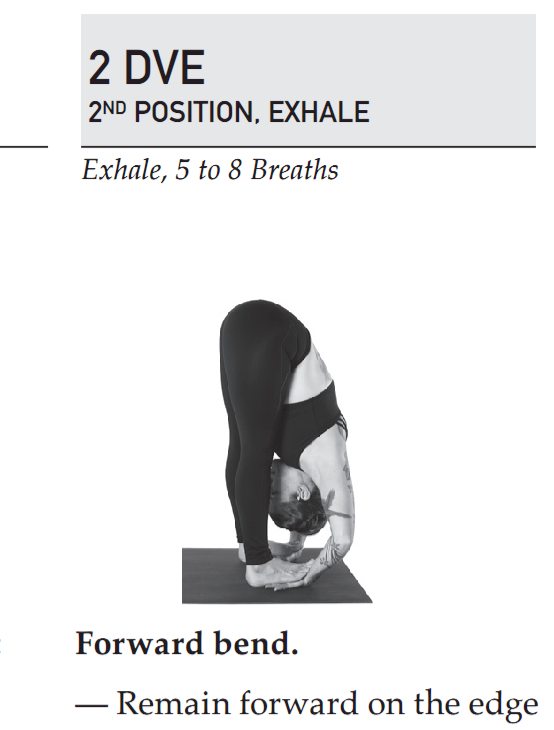 2 DVE
2ND POSITION, EXHALE
Exhale, 5 to 8 Breaths
Forward bend.
— Remain forward on the edge